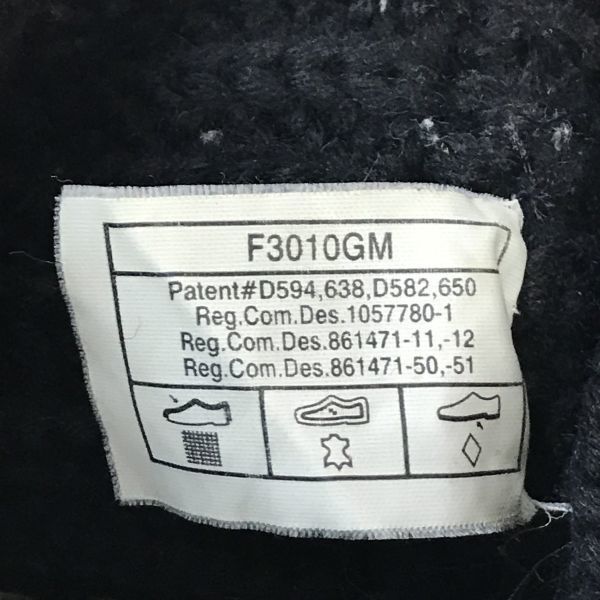 F3010GM
Patent#D594,638,D582,650
Reg.Com.Des.1057780-1
Reg.Com.Des.861471-11,-12
Reg.Com.Des.861471-50,-51